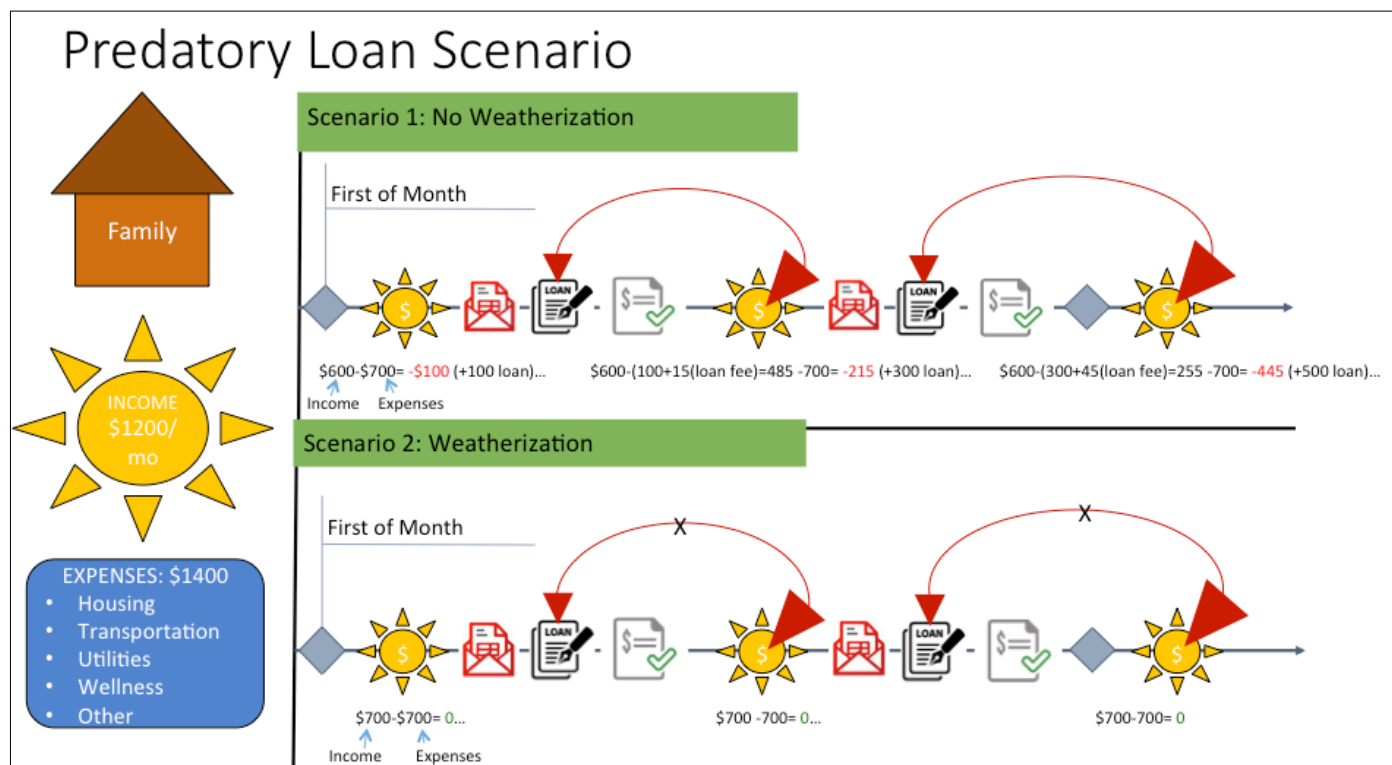 Predatory Loan Scenario
Family
INCOME
$1200/
mo
EXPENSES: $1400
• Housing
• Transportation
• Utilities
• Wellness
• Other
Scenario 1: No Weatherization
First of Month
$
LOAN
$
$
LOAN
$
$
$600-$700= -$100 (+100 loan)...
$600-(100+15(loan fee)=485 -700= -215 (+300 loan)...
$600-(300+45(loan fee)=255 -700= -445 (+500 loan)...
Income
Expenses
Scenario 2: Weatherization
First of Month
X
X
$
LOAN
$
$
LOAN
$
$
$700-$700= 0...
$700 -700= 0...
$700-700= 0
Income
Expenses